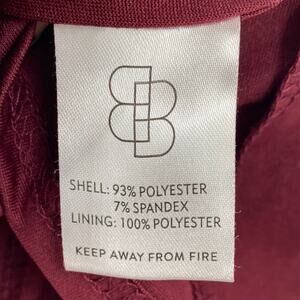 SHELL: 93% POLYESTER
7% SPANDEX
LINING: 100% POLYESTER
KEEP AWAY FROM FIRE